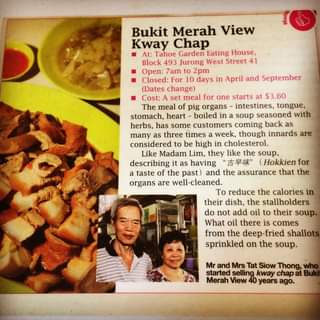 Bukit Merah View
Kway Chap
At: Tahoe Garden Eating House,
Block 493 Jurong West Street 41
Open: 7am to 2pm
Closed: For 10 days in April and September
(Dates change)
Cost: A set meal for one starts at $3.60
The meal of pig organs - intestines, tongue,
stomach, heart - boiled in a soup seasoned with
herbs, has some customers coming back as
many as three times a week, though innards are
considered to be high in cholesterol.
Like Madam Lim, they like the soup,
describing it as having “古早味” (Hokkien for
a taste of the past) and the assurance that the
organs are well-cleaned.
To reduce the calories in
their dish, the stallholders
do not add oil to their soup.
What oil there is comes
from the deep-fried shallots
sprinkled on the soup.
Mr and Mrs Tat Siow Thong, who
started selling kway chap at Bukit
Merah View 40 years ago.